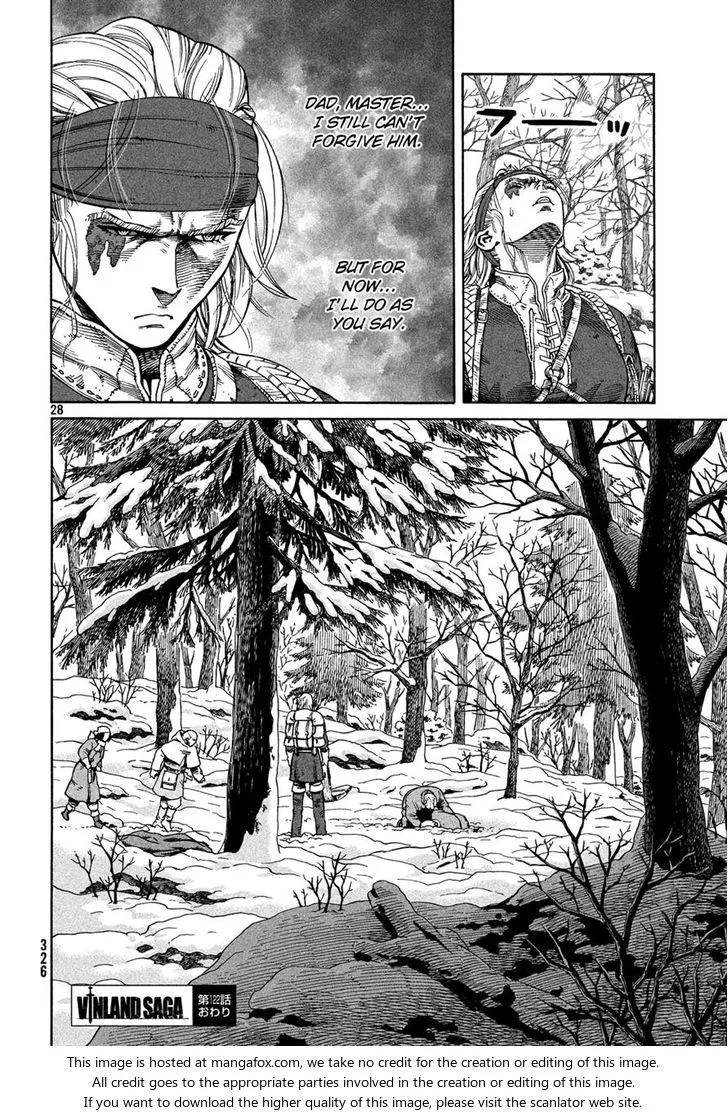 DAD, MASTER...
I STILL CAN'T
FORGIVE HIM.
BUT FOR
NOW...
I'LL DO AS
YOU SAY.
フーーッ
28
326
VINLAND SAGA
第122話
おわり
This image is hosted at mangafox.com, we take no credit for the creation or editing of this image.
All credit goes to the appropriate parties involved in the creation or editing of this image.
If you want to download the higher quality of this image, please visit the scanlator web site.